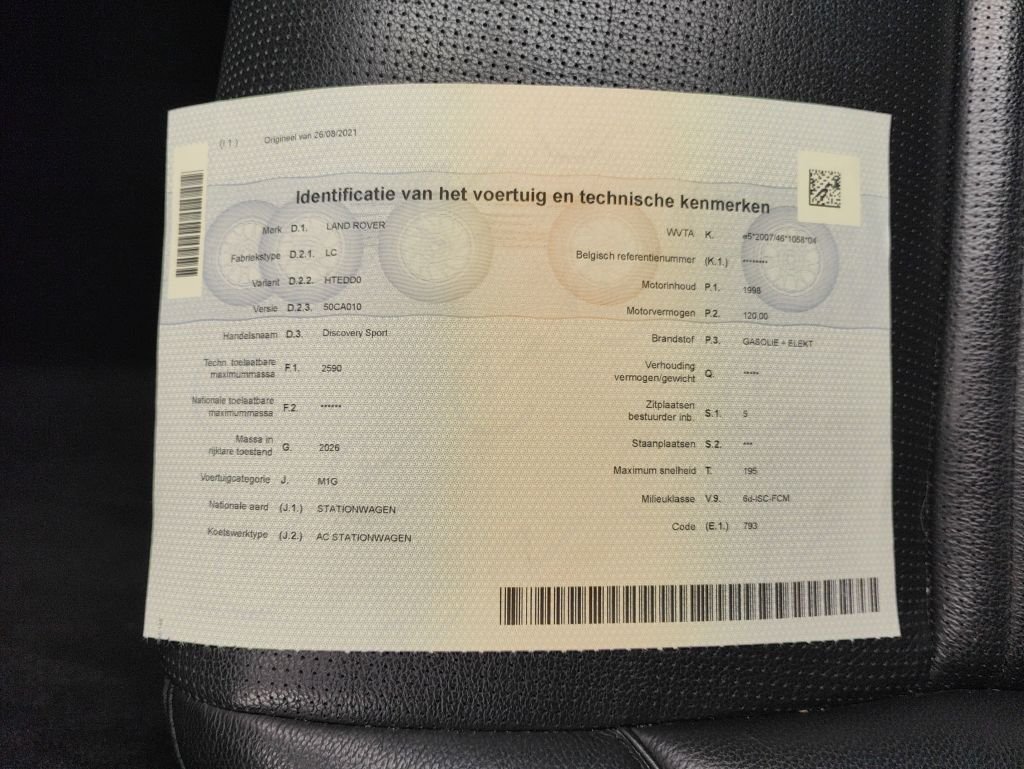 (I.1.) Origineel van 26/08/2021
Identificatie van het voertuig en technische kenmerken
Merk D.1. LAND ROVER
Fabriekstype D.2.1. LC
Variant D.2.2. HTEDD0
Versie D.2.3. 50CA010
Handelsnaam D.3. Discovery Sport
Techn. toelaatbare
maximummassa F.1. 2590
Nationale toelaatbare
maximummassa F.2. ******
Massa in
rijklare toestand G. 2026
Voertuigcategorie J. M1G
Nationale aard (J.1.) STATIONWAGEN
Koetswerktype (J.2.) AC STATIONWAGEN
WVTA K. e5*2007/46*1058*04
Belgisch referentienummer (K.1.) ********
Motorinhoud P.1. 1998
Motorvermogen P.2. 120,00
Brandstof P.3. GASOLIE + ELEKT
Verhouding
vermogen/gewicht Q. *****
Zitplaatsen
bestuurder inb. S.1. 5
Staanplaatsen S.2. ***
Maximum snelheid T. 195
Milieuklasse V.9. 6d-ISC-FCM
Code (E.1.) 793